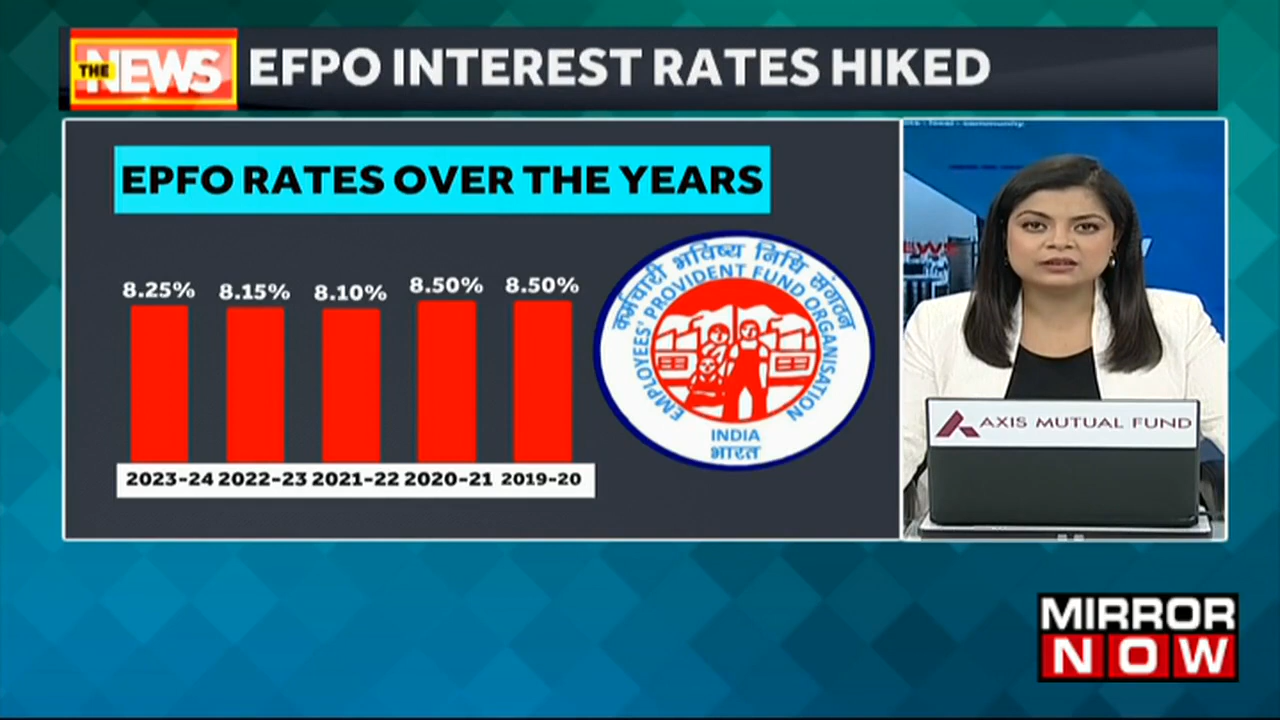 THE NEWS
EFPO INTEREST RATES HIKED
EPFO RATES OVER THE YEARS
8.25% 8.15% 8.10% 8.50% 8.50%
2023-24 2022-23 2021-22 2020-21 2019-20
कर्मचारी भविष्य निधि संगठन
EMPLOYEES' PROVIDENT FUND ORGANISATION
INDIA
भारत
AXIS MUTUAL FUND
MIRROR
NOW